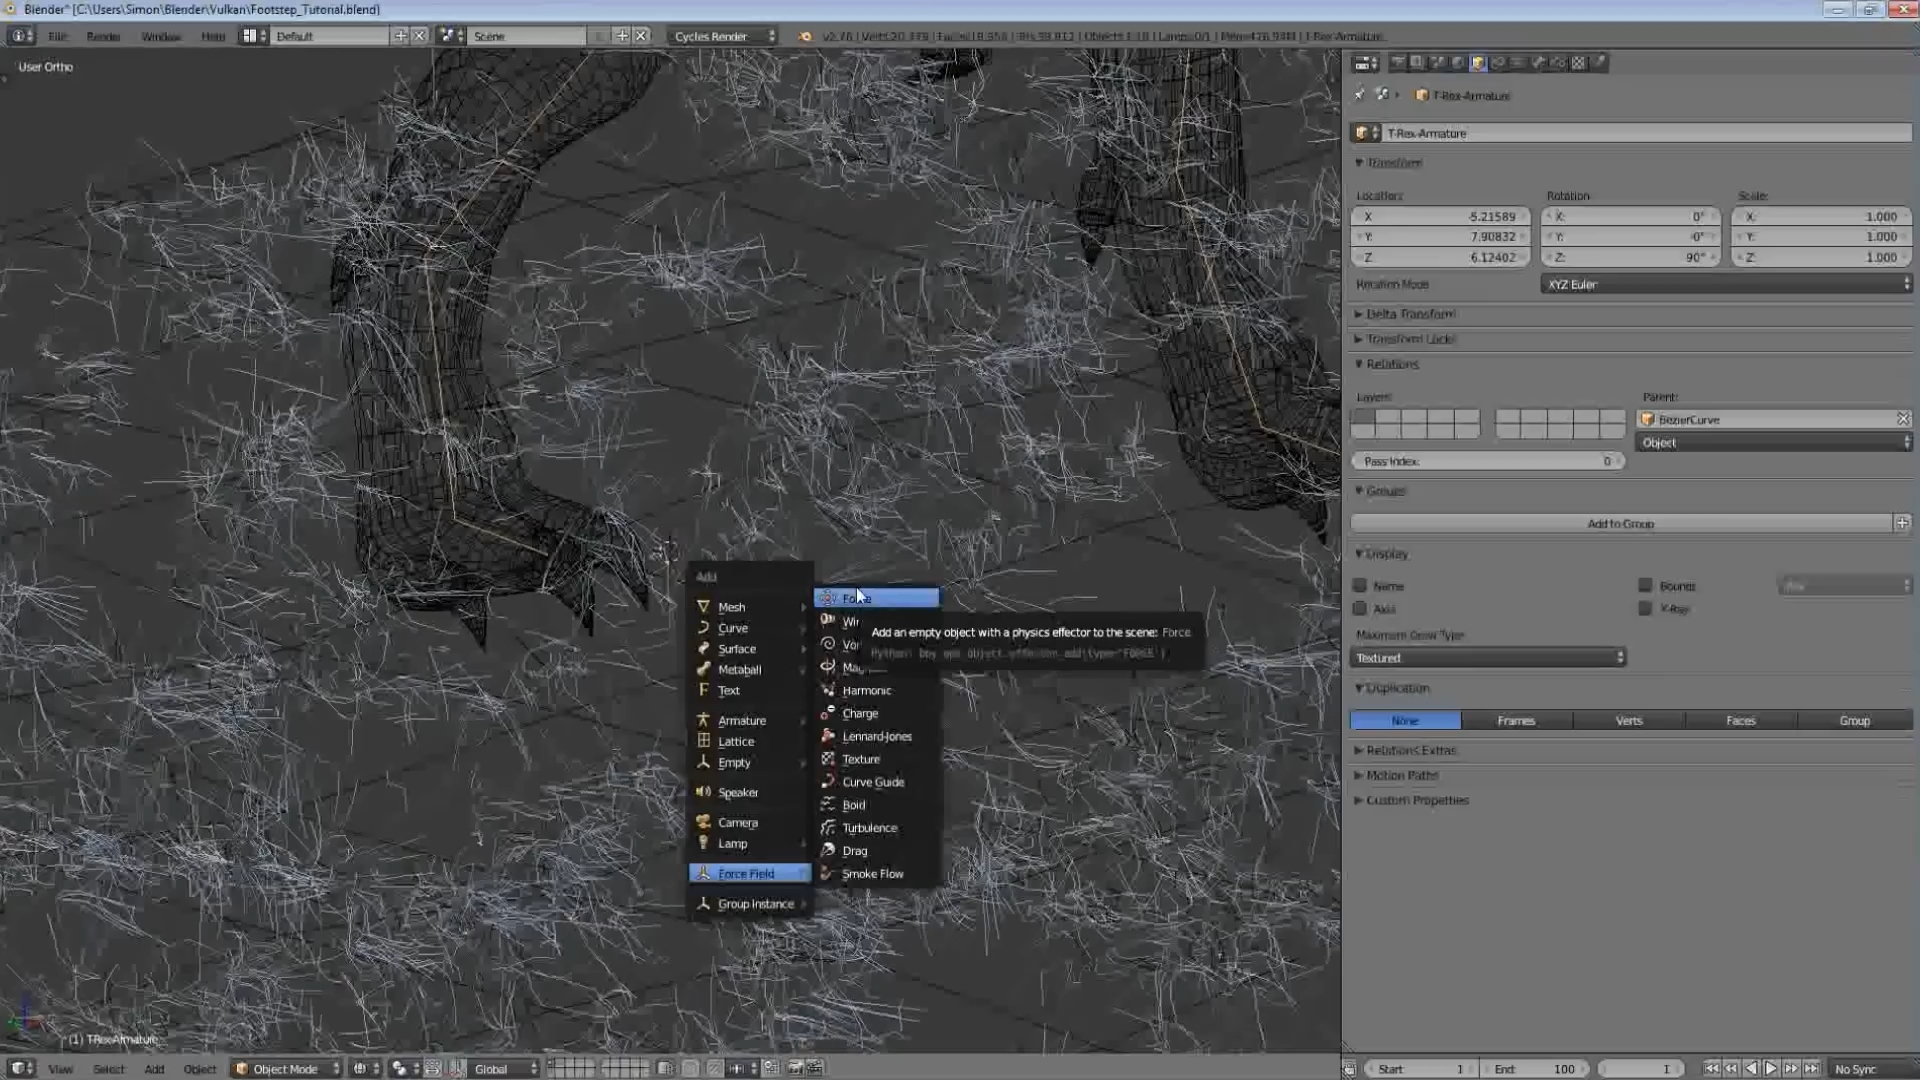 Blender* [C:\Users\Simon\Blender\Vulkan\Footstep_Tutorial.blend]
File Render Window Help Default Scene Cycles Render
User Ortho
T-Rex-Armature
T-Rex-Armature
Transform
Location: Rotation: Scale:
X -5.21589 X: 0° X: 1.000
Y: 7.90832 Y: -0° Y: 1.000
Z 6.12402 Z: 90° Z: 1.000
Rotation Mode XYZ Euler
Delta Transform
Transform Locks
Relations
Layers: Parent:
BezierCurve
Object
Pass Index: 0
Groups
Add to Group
Display
Name Bounds
Axis X-Ray
Maximum Draw Type:
Textured
Duplication
None Frames Verts Faces Group
Relations Extras
Motion Paths
Custom Properties
Add
Mesh
Curve
Surface
Metaball
Text
Armature
Lattice
Empty
Speaker
Camera
Lamp
Force Field
Group Instance
Add an empty object with a physics effector to the scene: Force
Harmonic
Charge
Lennard-Jones
Texture
Curve Guide
Boid
Turbulence
Drag
Smoke Flow
(1) T-Rex-Armature
View Select Add Object Object Mode Global
Start 1 End 100 1 No Sync